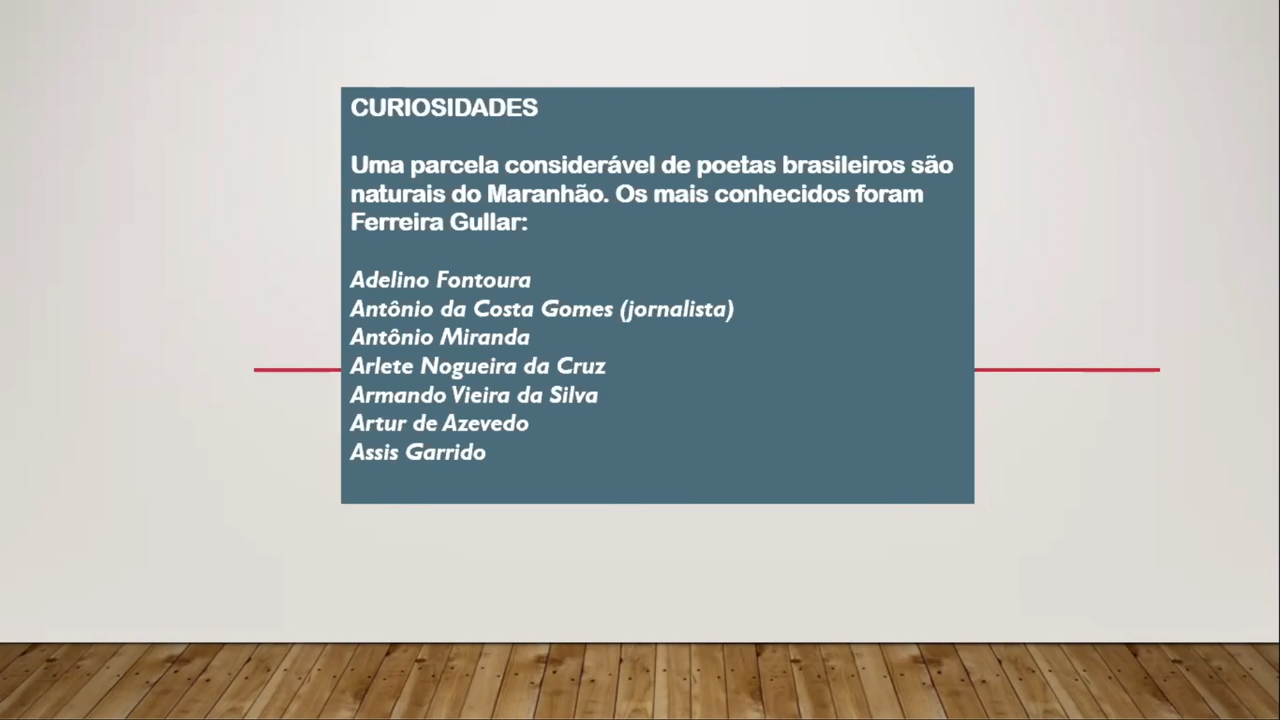 CURIOSIDADES
Uma parcela considerável de poetas brasileiros são
naturais do Maranhão. Os mais conhecidos foram
Ferreira Gullar:
Adelino Fontoura
Antônio da Costa Gomes (jornalista)
Antônio Miranda
Arlete Nogueira da Cruz
Armando Vieira da Silva
Artur de Azevedo
Assis Garrido